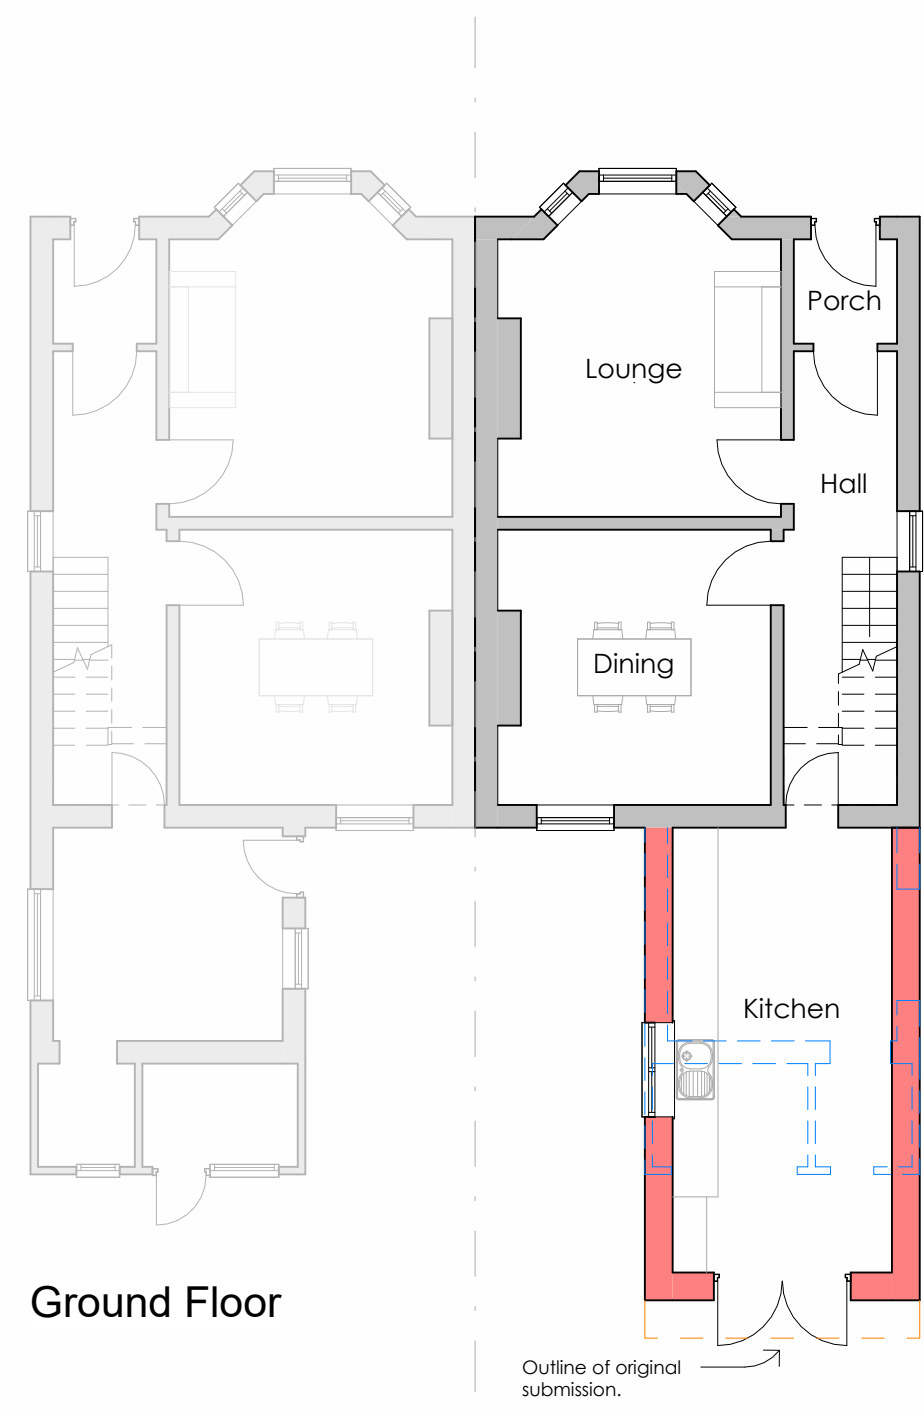 Porch
Lounge
Hall
Dining
Kitchen
Ground Floor
Outline of original
submission.